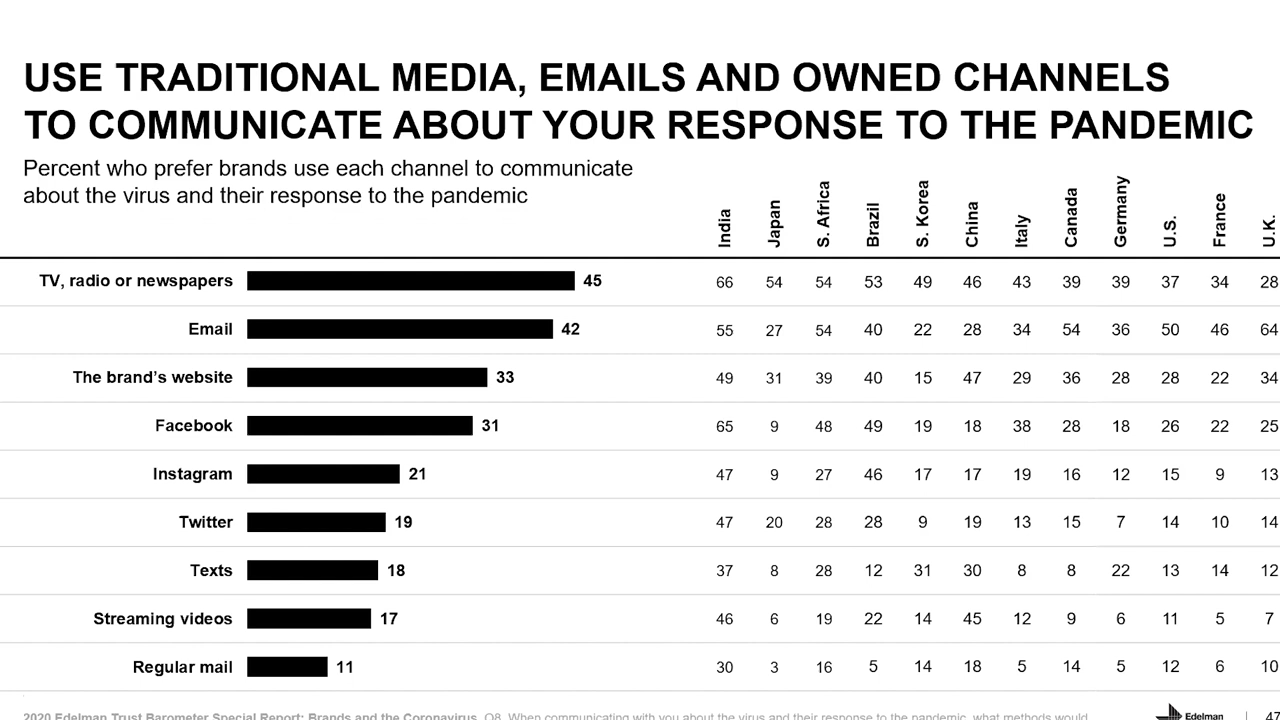 USE TRADITIONAL MEDIA, EMAILS AND OWNED CHANNELS
TO COMMUNICATE ABOUT YOUR RESPONSE TO THE PANDEMIC
Percent who prefer brands use each channel to communicate
about the virus and their response to the pandemic
India Japan S. Africa Brazil S. Korea China Italy Canada Germany U.S. France U.K.
TV, radio or newspapers 45 66 54 54 53 49 46 43 39 39 37 34 28
Email 42 55 27 54 40 22 28 34 54 36 50 46 64
The brand’s website 33 49 31 39 40 15 47 29 36 28 28 22 34
Facebook 31 65 9 48 49 19 18 38 28 18 26 22 25
Instagram 21 47 9 27 46 17 17 19 16 12 15 9 13
Twitter 19 47 20 28 28 9 19 13 15 7 14 10 14
Texts 18 37 8 28 12 31 30 8 8 22 13 14 12
Streaming videos 17 46 6 19 22 14 45 12 9 6 11 5 7
Regular mail 11 30 3 16 5 14 18 5 14 5 12 6 10
2020 Edelman Trust Barometer Special Report: Brands and the Coronavirus. Q8. When communicating with you about the virus and their response to the pandemic, what methods would
Edelman 47